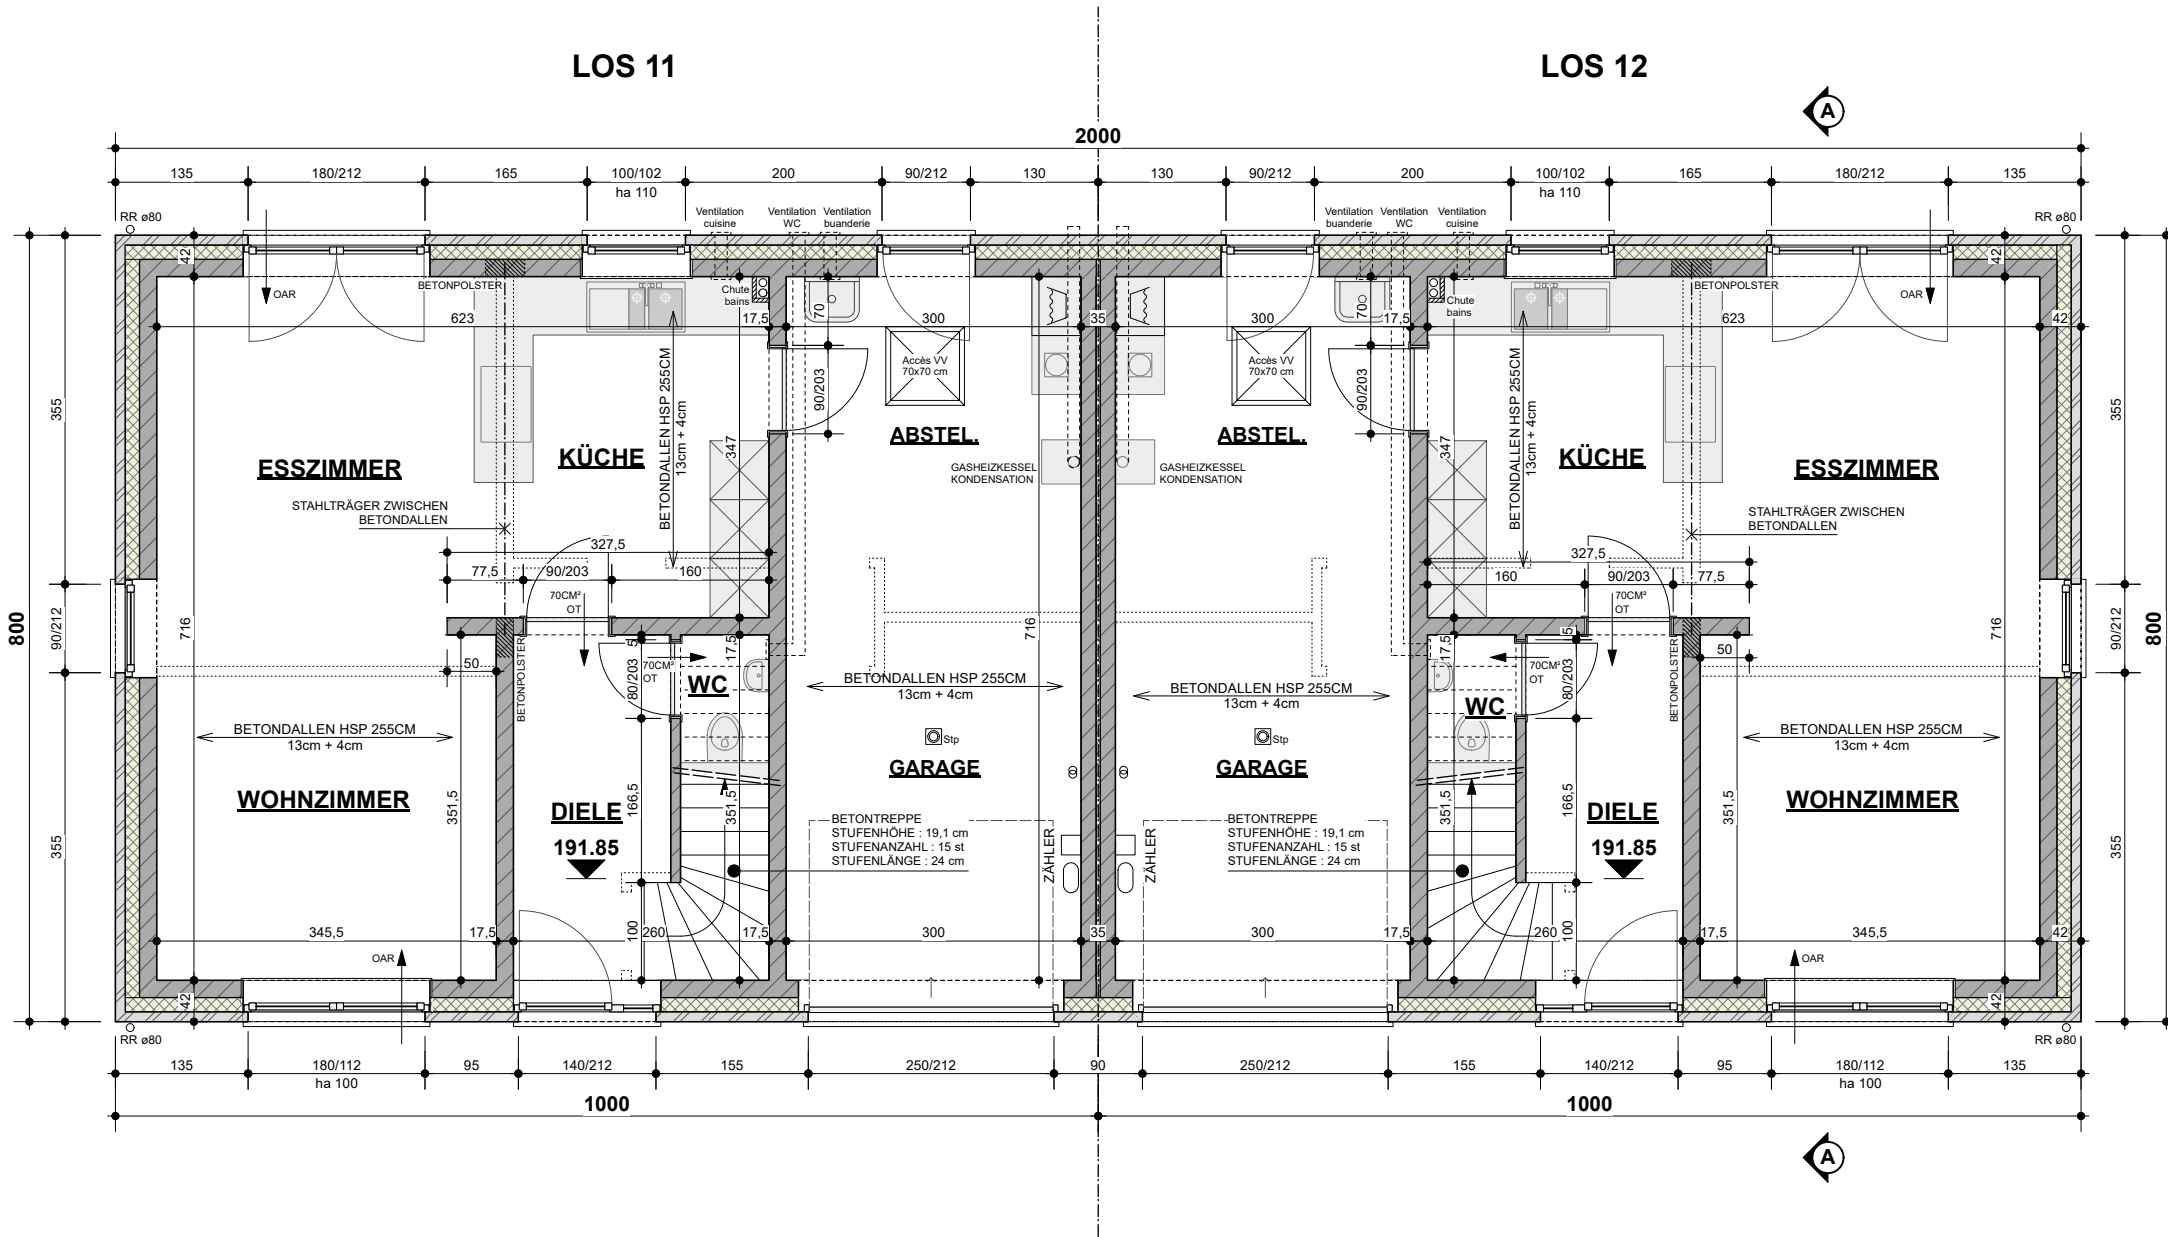 LOS 11
LOS 12
A
2000
135
180/212
165
100/102
ha 110
200
90/212
130
130
90/212
200
100/102
ha 110
165
180/212
135
RR ø80
Ventilation
cuisine
Ventilation
WC
Ventilation
buanderie
Ventilation
buanderie
Ventilation
WC
Ventilation
cuisine
RR ø80
42
42
OAR
BETONPOLSTER
Chute
bains
70
70
Chute
bains
BETONPOLSTER
OAR
623
17,5
300
35
300
17,5
623
42
Accès VV
70x70 cm
Accès VV
70x70 cm
355
355
BETONDALLEN HSP 255CM
13cm + 4cm
347
90/203
90/203
347
BETONDALLEN HSP 255CM
13cm + 4cm
ABSTEL.
ABSTEL.
ESSZIMMER
KÜCHE
GASHEIZKESSEL
KONDENSATION
GASHEIZKESSEL
KONDENSATION
KÜCHE
ESSZIMMER
STAHLTRÄGER ZWISCHEN
BETONDALLEN
STAHLTRÄGER ZWISCHEN
BETONDALLEN
327,5
327,5
77,5
90/203
160
160
90/203
77,5
70CM²
OT
70CM²
OT
800
90/212
716
716
716
90/212
800
50
BETONPOLSTER
5
80/203
70CM²
OT
17,5
WC
17,5
WC
70CM²
OT
5
80/203
BETONPOLSTER
50
BETONDALLEN HSP 255CM
13cm + 4cm
BETONDALLEN HSP 255CM
13cm + 4cm
BETONDALLEN HSP 255CM
13cm + 4cm
BETONDALLEN HSP 255CM
13cm + 4cm
Stp
Stp
GARAGE
GARAGE
WOHNZIMMER
351,5
DIELE
191.85
166,5
351,5
351,5
166,5
DIELE
191.85
351,5
WOHNZIMMER
BETONTREPPE
STUFENHÖHE : 19,1 cm
STUFENANZAHL : 15 st
STUFENLÄNGE : 24 cm
ZÄHLER
ZÄHLER
BETONTREPPE
STUFENHÖHE : 19,1 cm
STUFENANZAHL : 15 st
STUFENLÄNGE : 24 cm
355
355
345,5
17,5
100
260
17,5
300
35
300
17,5
260
100
17,5
345,5
42
OAR
OAR
42
42
RR ø80
RR ø80
135
180/112
ha 100
95
140/212
155
250/212
90
250/212
155
140/212
95
180/112
ha 100
135
1000
1000
A